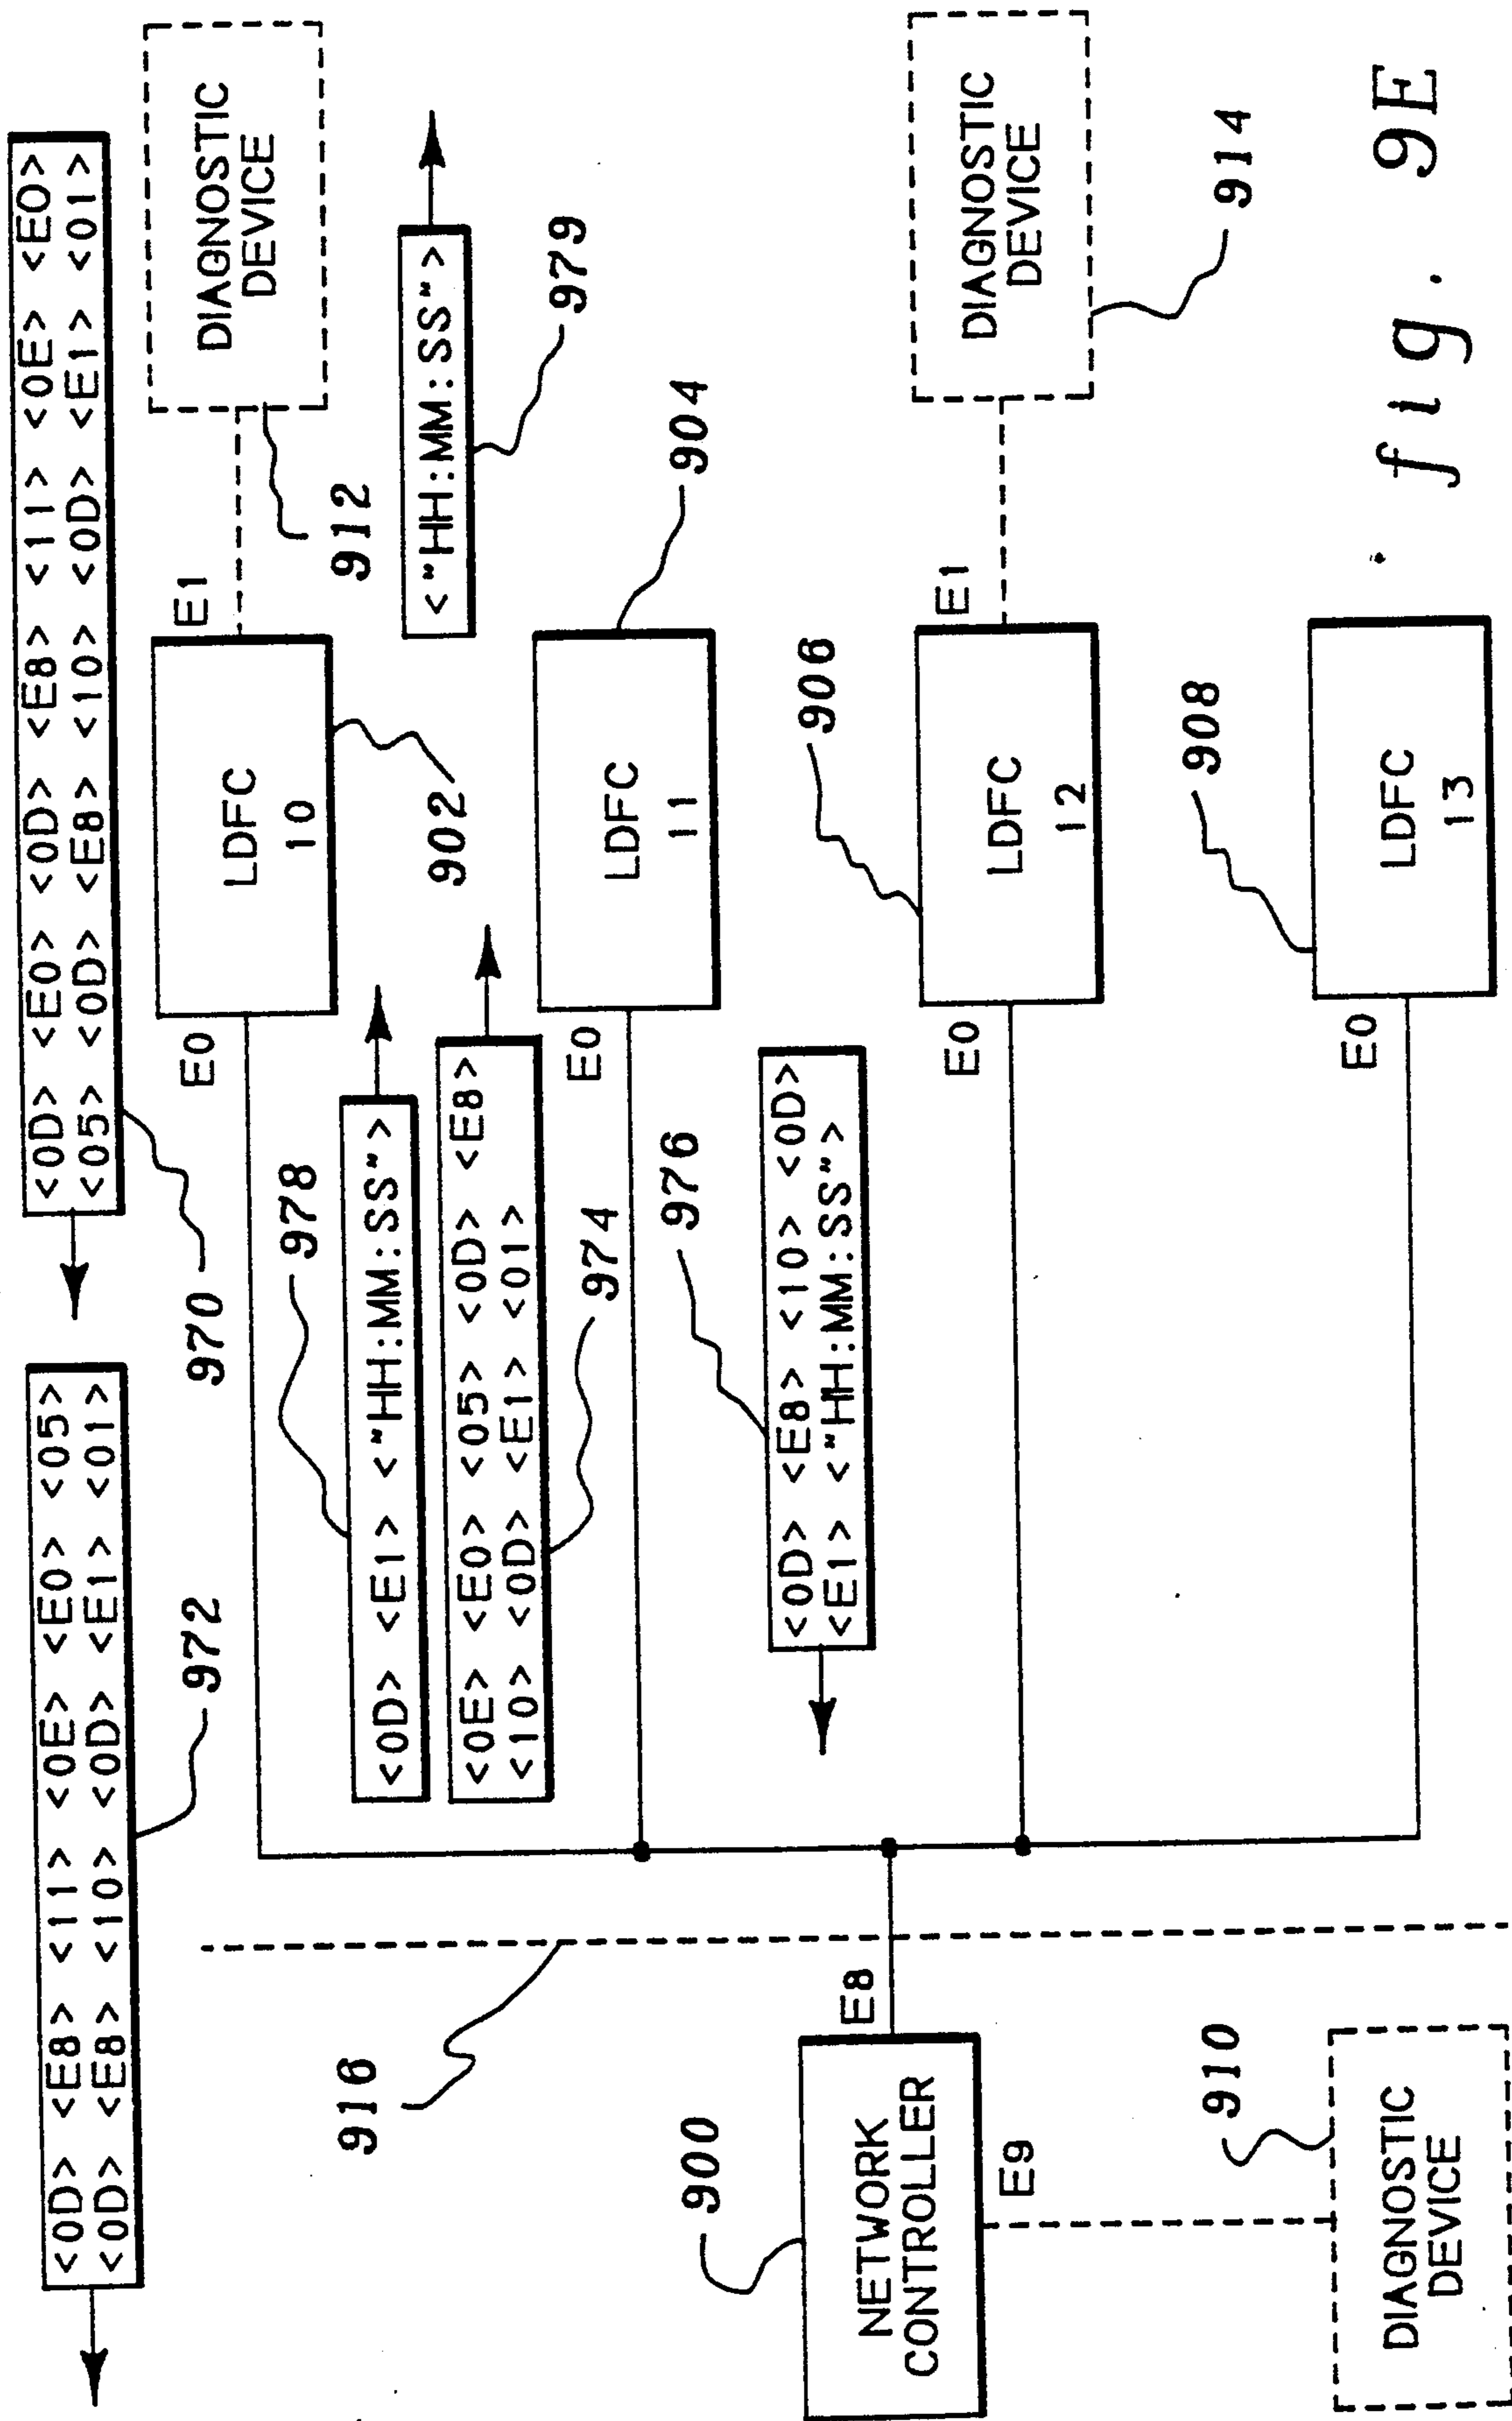 <0D> <E8> <11> <0E> <E0> <05>
<0D> <E8> <10> <0D> <E1> <01>
972
<0D> <E0> <0D> <E8> <11> <0E> <E0>
<05> <0D> <E8> <10> <0D> <E1> <01>
970
E0
LDFC
10
E1
902
DIAGNOSTIC
DEVICE
912
916
978
<0D> <E1> <"HH:MM:SS">
<"HH:MM:SS">
979
<0E> <E0> <05> <0D> <E8>
<10> <0D> <E1> <01>
974
E0
LDFC
11
904
976
<0D> <E8> <10> <0D>
<E1> <"HH:MM:SS">
900
NETWORK
CONTROLLER
E8
E9
E0
LDFC
12
E1
906
DIAGNOSTIC
DEVICE
914
910
DIAGNOSTIC
DEVICE
E0
LDFC
13
908
fig. 9E